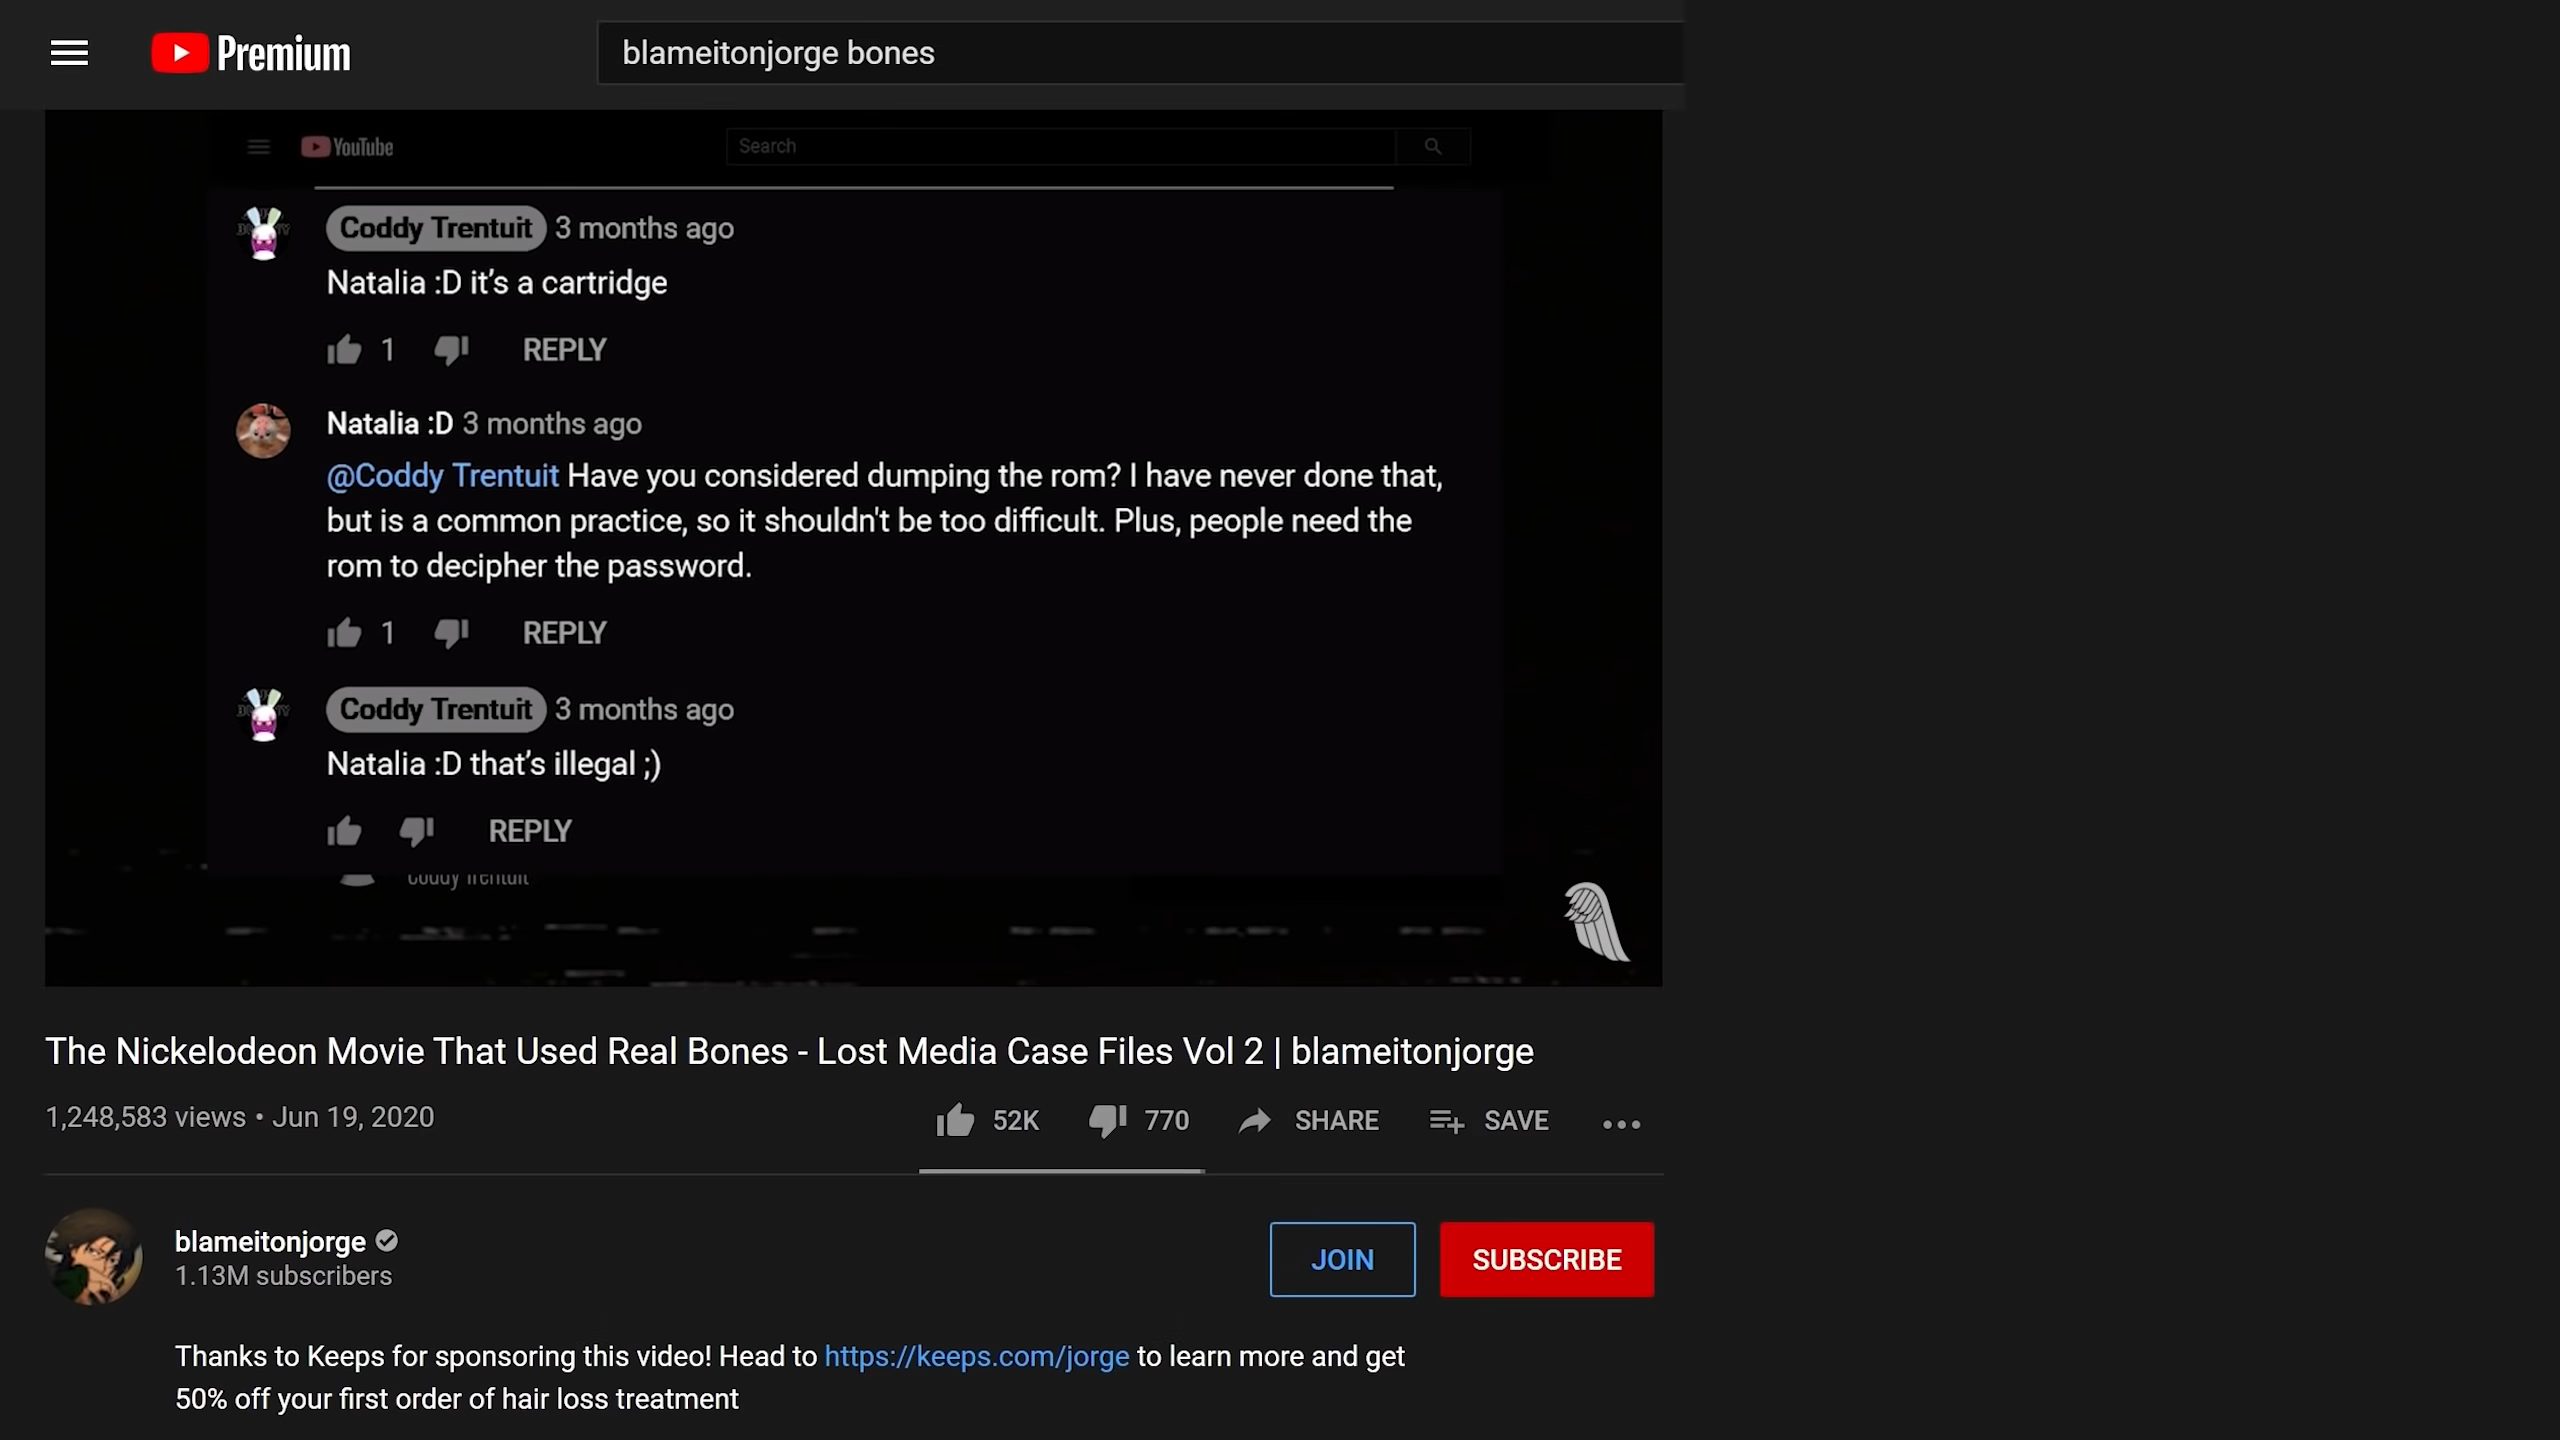 Premium
blameitonjorge bones
YouTube
Search
Coddy Trentuit 3 months ago
Natalia :D it’s a cartridge
1 REPLY
Natalia :D 3 months ago
@Coddy Trentuit Have you considered dumping the rom? I have never done that,
but is a common practice, so it shouldn't be too difficult. Plus, people need the
rom to decipher the password.
1 REPLY
Coddy Trentuit 3 months ago
Natalia :D that’s illegal ;)
REPLY
Coddy Trentuit
The Nickelodeon Movie That Used Real Bones - Lost Media Case Files Vol 2 | blameitonjorge
1,248,583 views • Jun 19, 2020
52K 770 SHARE SAVE
blameitonjorge
1.13M subscribers
JOIN SUBSCRIBE
Thanks to Keeps for sponsoring this video! Head to https://keeps.com/jorge to learn more and get
50% off your first order of hair loss treatment